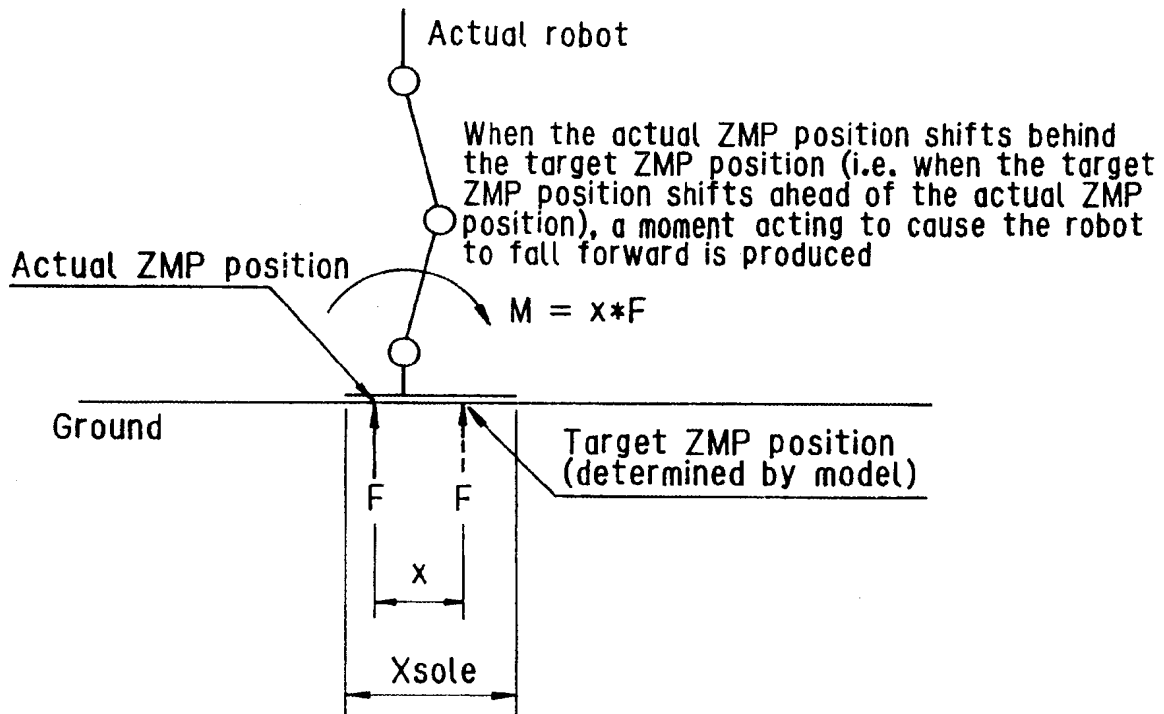 Actual robot
When the actual ZMP position shifts behind
the target ZMP position (i.e. when the target
ZMP position shifts ahead of the actual ZMP
position), a moment acting to cause the robot
to fall forward is produced
Actual ZMP position
M = x*F
Ground
Target ZMP position
(determined by model)
F F
x
Xsole